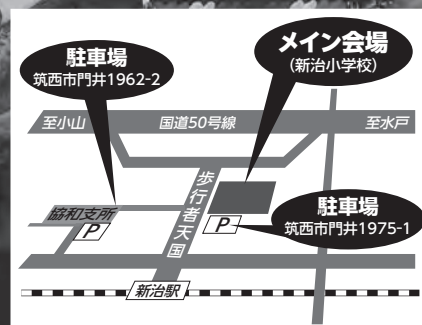 駐車場
筑西市門井1962-2
メイン会場
(新治小学校)
至小山
国道50号線
至水戸
歩行者天国
協和支所
P
P
駐車場
筑西市門井1975-1
新治駅